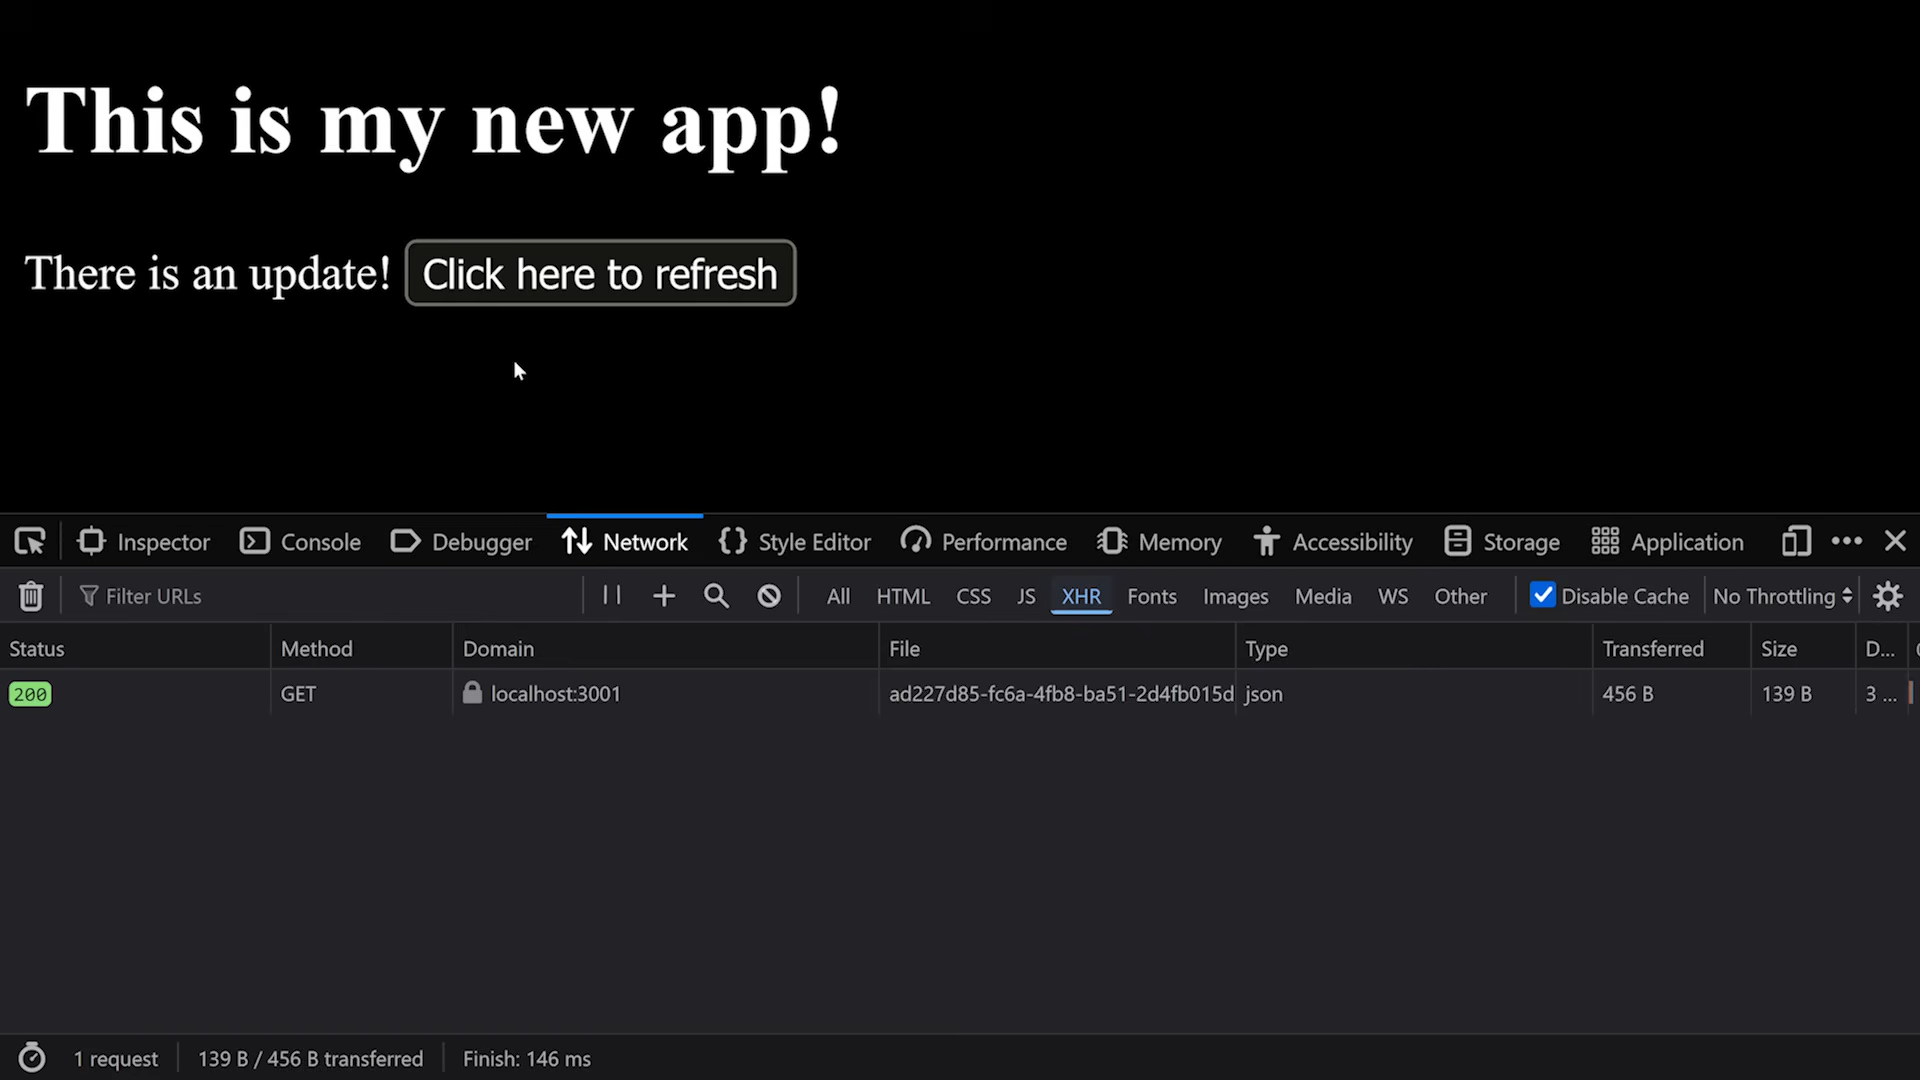 This is my new app!
There is an update! Click here to refresh
Inspector Console Debugger Network Style Editor Performance Memory Accessibility Storage Application
Filter URLs All HTML CSS JS XHR Fonts Images Media WS Other Disable Cache No Throttling
Status Method Domain File Type Transferred Size D...
200 GET localhost:3001 ad227d85-fc6a-4fb8-ba51-2d4fb015d json 456 B 139 B 3 ...
1 request 139 B / 456 B transferred Finish: 146 ms